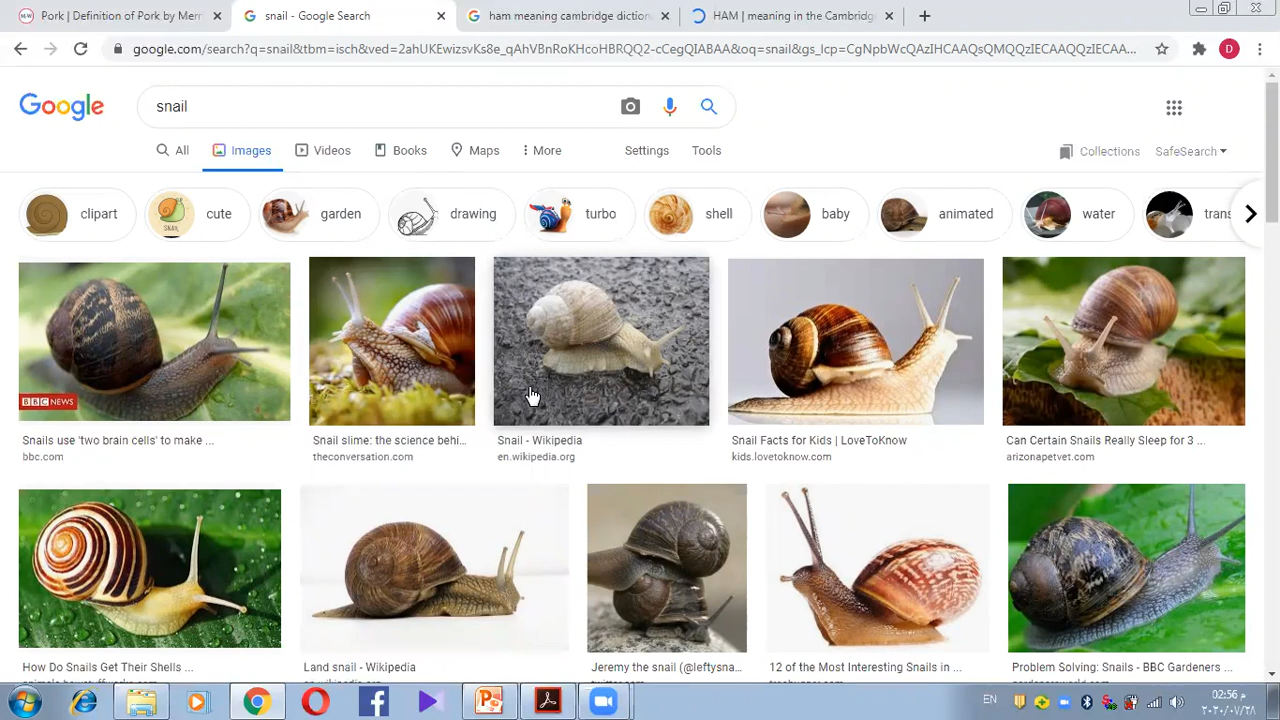 Pork | Definition of Pork by Merr
snail - Google Search
ham meaning cambridge dictiona
HAM | meaning in the Cambridge
google.com/search?q=snail&tbm=isch&ved=2ahUKEwizsvKs8e_qAhVBnRoKHcoHBRQQ2-cCegQIABAA&oq=snail&gs_lcp=CgNpbWcQAzIHCAAQsQMQQzIECAAQQzIECAA...
D
Google
snail
All
Images
Videos
Books
Maps
More
Settings
Tools
Collections
SafeSearch
clipart
SNAIL
cute
garden
drawing
turbo
shell
baby
animated
water
trans
BBC NEWS
Snails use 'two brain cells' to make ...
bbc.com
Snail slime: the science behi...
theconversation.com
Snail - Wikipedia
en.wikipedia.org
Snail Facts for Kids | LoveToKnow
kids.lovetoknow.com
Can Certain Snails Really Sleep for 3 ...
arizonapetvet.com
How Do Snails Get Their Shells ...
Land snail - Wikipedia
Jeremy the snail (@leftysna...
12 of the Most Interesting Snails in ...
Problem Solving: Snails - BBC Gardeners ...
EN
02:56 م
٢٠٢٠/٠٧/٢٨